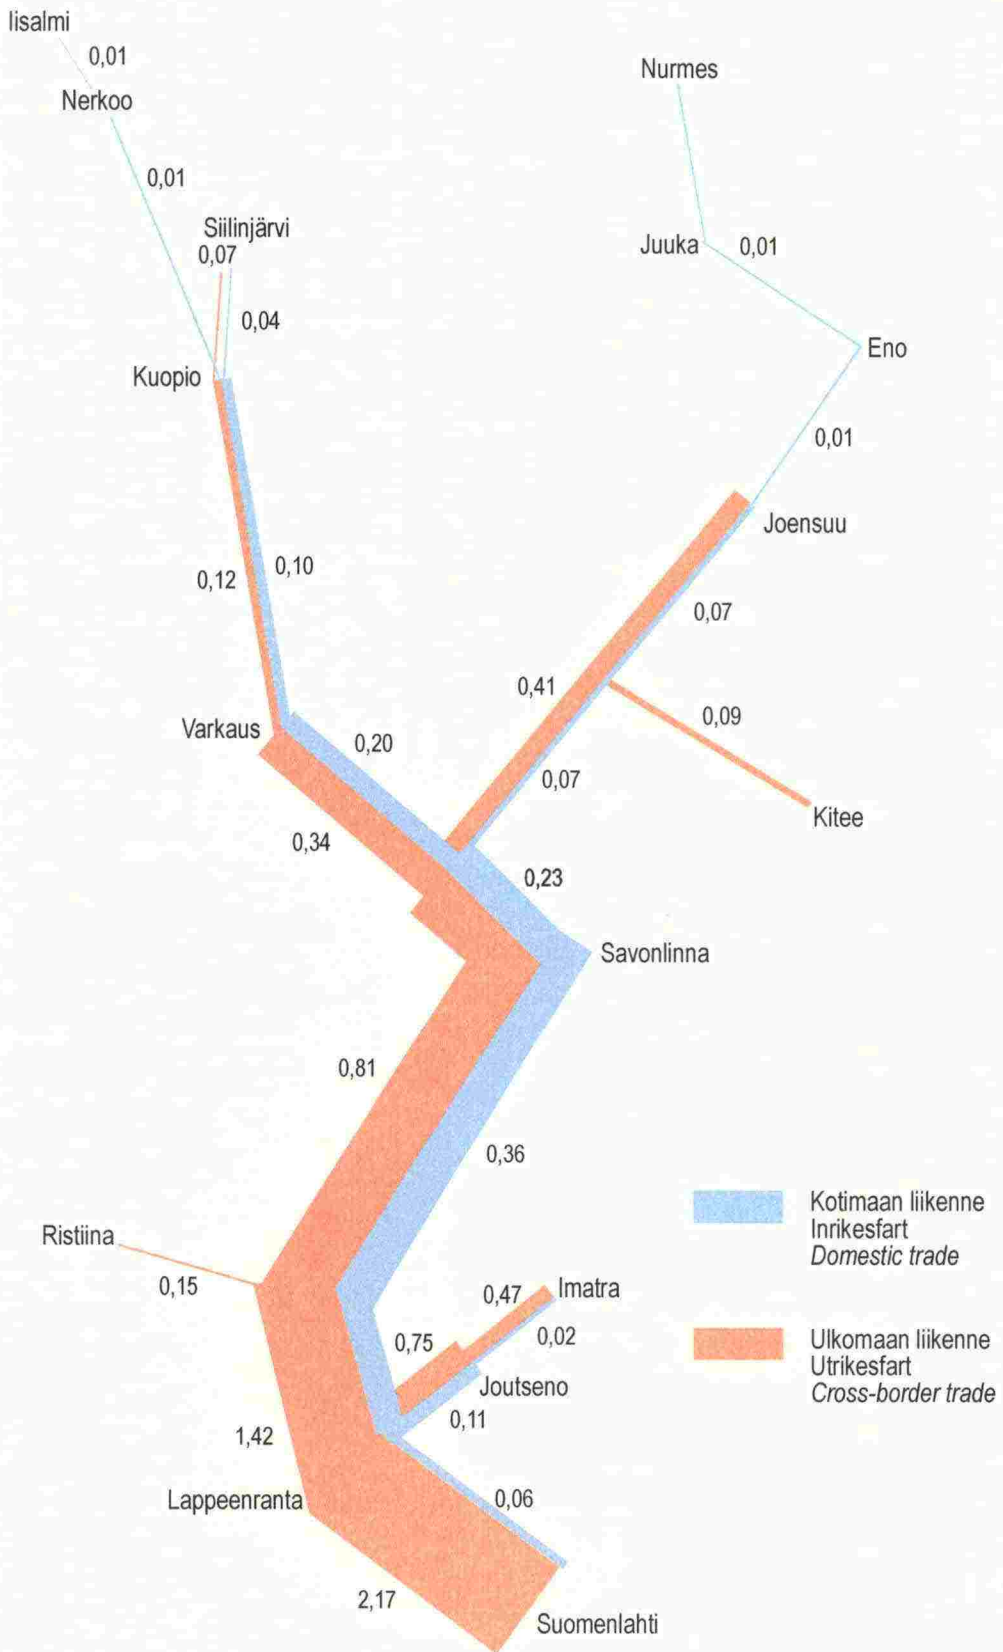 Iisalmi
0,01
Nerkoo
0,01
Nurmes
Juuka
0,01
Eno
0,01
Siilinjärvi
0,07
0,04
Kuopio
0,12
0,10
Joensuu
0,07
0,41
0,09
0,07
Kitee
Varkaus
0,20
0,34
0,23
Savonlinna
0,81
0,36
Ristiina
0,15
0,47
Imatra
0,75
0,02
Joutseno
0,11
1,42
Lappeenranta
0,06
2,17
Suomenlahti
Kotimaan liikenne
Inrikesfart
Domestic trade
Ulkomaan liikenne
Utrikesfart
Cross-border trade